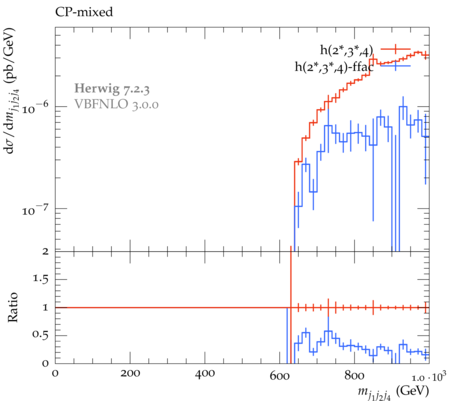 CP-mixed
dσ/dm_{j1j2j4} (pb/GeV)
h(2*,3*,4)
h(2*,3*,4)-ffac
Herwig 7.2.3
VBFNLO 3.0.0
10^{-6}
10^{-7}
Ratio
2
1.5
1
0.5
0
0 200 400 600 800 1.0 · 10^3
m_{j1j2j4} (GeV)